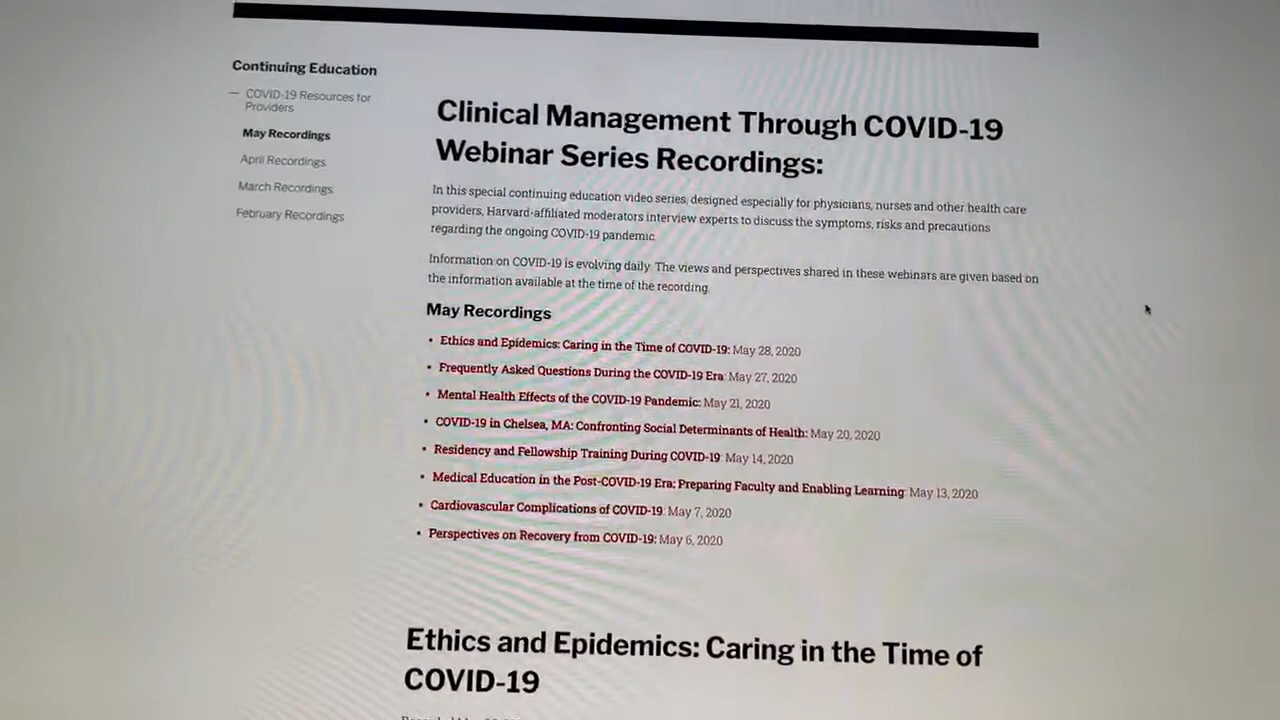 Continuing Education
— COVID-19 Resources for
Providers
May Recordings
April Recordings
March Recordings
February Recordings
Clinical Management Through COVID-19
Webinar Series Recordings:
In this special continuing education video series, designed especially for physicians, nurses and other health care
providers, Harvard-affiliated moderators interview experts to discuss the symptoms, risks and precautions
regarding the ongoing COVID-19 pandemic.
Information on COVID-19 is evolving daily. The views and perspectives shared in these webinars are given based on
the information available at the time of the recording.
May Recordings
• Ethics and Epidemics: Caring in the Time of COVID-19: May 28, 2020
• Frequently Asked Questions During the COVID-19 Era: May 27, 2020
• Mental Health Effects of the COVID-19 Pandemic: May 21, 2020
• COVID-19 in Chelsea, MA: Confronting Social Determinants of Health: May 20, 2020
• Residency and Fellowship Training During COVID-19: May 14, 2020
• Medical Education in the Post-COVID-19 Era: Preparing Faculty and Enabling Learning: May 13, 2020
• Cardiovascular Complications of COVID-19: May 7, 2020
• Perspectives on Recovery from COVID-19: May 6, 2020
Ethics and Epidemics: Caring in the Time of
COVID-19